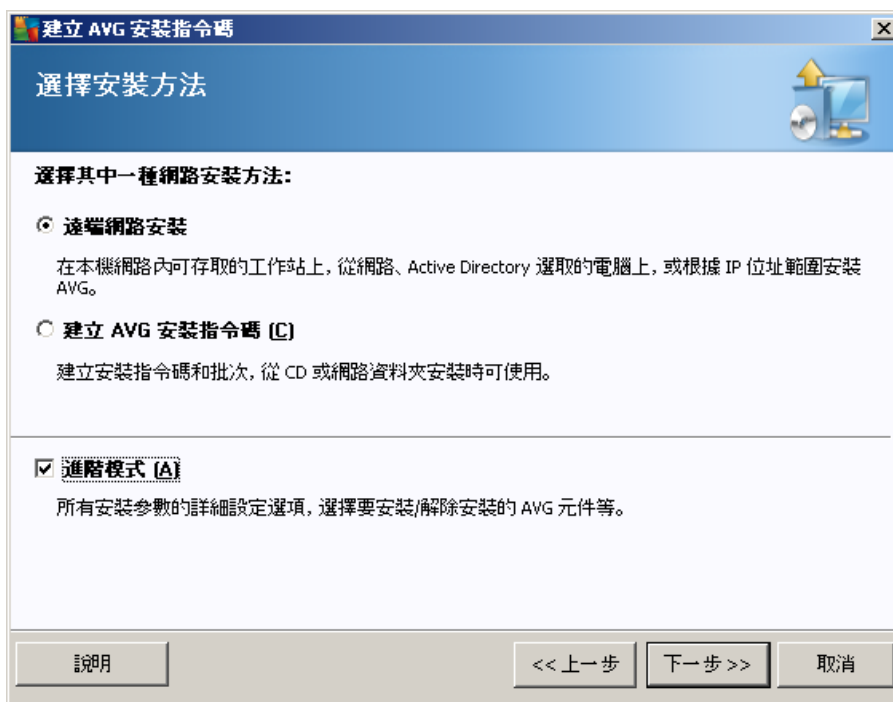 建立 AVG 安裝指令碼
選擇安裝方法
選擇其中一種網路安裝方法:
遠端網路安裝
在本機網路內可存取的工作站上, 從網路、Active Directory 選取的電腦上, 或根據 IP 位址範圍安裝
AVG。
建立 AVG 安裝指令碼 (C)
建立安裝指令碼和批次, 從 CD 或網路資料夾安裝時可使用。
進階模式 (A)
所有安裝參數的詳細設定選項, 選擇要安裝/解除安裝的 AVG 元件等。
說明
<< 上一步
下一步 >>
取消